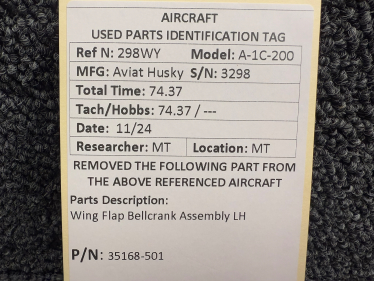 AIRCRAFT
USED PARTS IDENTIFICATION TAG
Ref N: 298WY Model: A-1C-200
MFG: Aviat Husky S/N: 3298
Total Time: 74.37
Tach/Hobbs: 74.37 / ---
Date: 11/24
Researcher: MT Location: MT
REMOVED THE FOLLOWING PART FROM
THE ABOVE REFERENCED AIRCRAFT
Parts Description:
Wing Flap Bellcrank Assembly LH
P/N: 35168-501